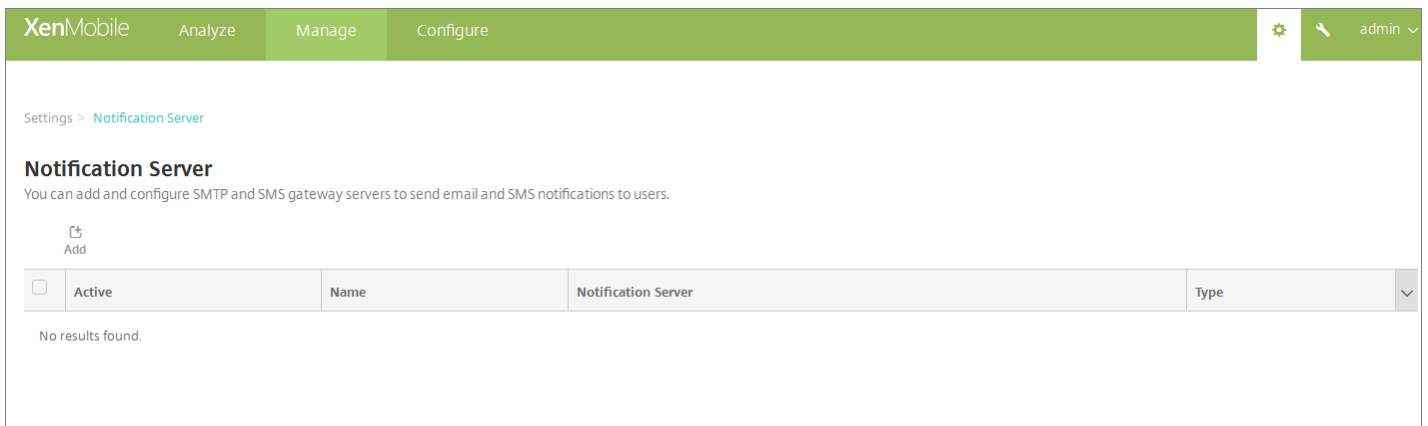 XenMobile Analyze Manage Configure admin
Settings > Notification Server
Notification Server
You can add and configure SMTP and SMS gateway servers to send email and SMS notifications to users.
Add
Active Name Notification Server Type
No results found.